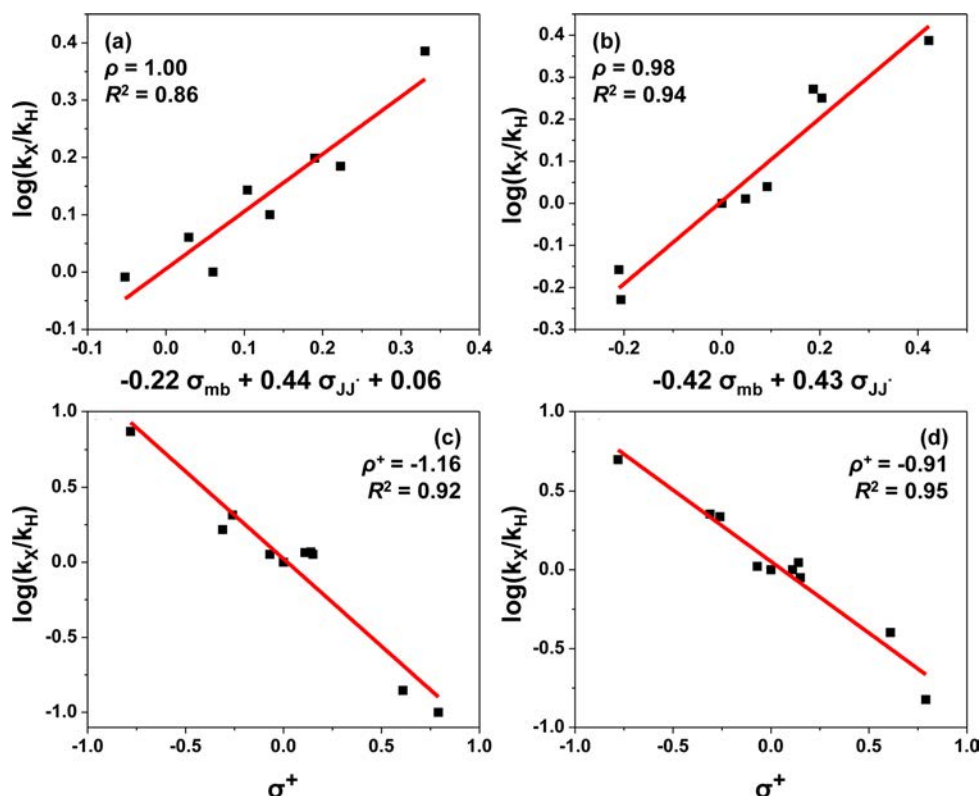 (a)
ρ = 1.00
R² = 0.86
log(kX/kH)
0.4
0.3
0.2
0.1
0.0
-0.1
-0.1 0.0 0.1 0.2 0.3 0.4
-0.22 σmb + 0.44 σJJ· + 0.06
(b)
ρ = 0.98
R² = 0.94
log(kX/kH)
0.4
0.3
0.2
0.1
0.0
-0.1
-0.2
-0.3
-0.2 0.0 0.2 0.4
-0.42 σmb + 0.43 σJJ·
(c)
ρ⁺ = -1.16
R² = 0.92
log(kX/kH)
1.0
0.5
0.0
-0.5
-1.0
-1.0 -0.5 0.0 0.5 1.0
σ⁺
(d)
ρ⁺ = -0.91
R² = 0.95
log(kX/kH)
1.0
0.5
0.0
-0.5
-1.0
-1.0 -0.5 0.0 0.5 1.0
σ⁺